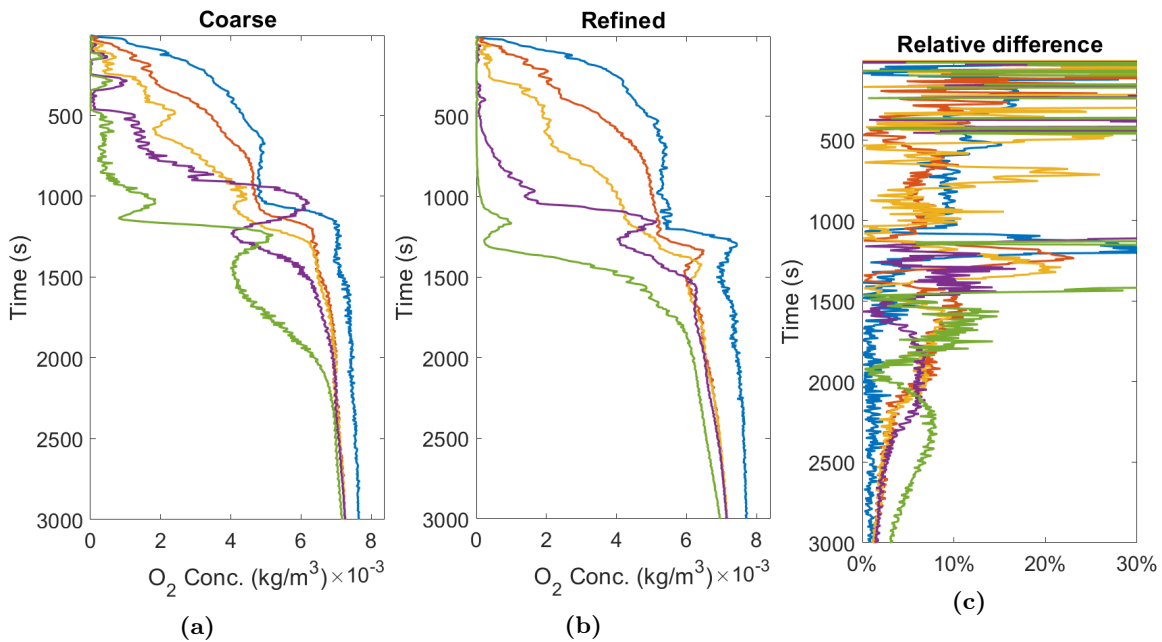 Coarse
500
1000
1500
2000
2500
3000
Time (s)
0 2 4 6 8
O₂ Conc. (kg/m³) ×10⁻³
(a)
Refined
500
1000
1500
2000
2500
3000
Time (s)
0 2 4 6 8
O₂ Conc. (kg/m³) ×10⁻³
(b)
Relative difference
500
1000
1500
2000
2500
3000
Time (s)
0% 10% 20% 30%
(c)